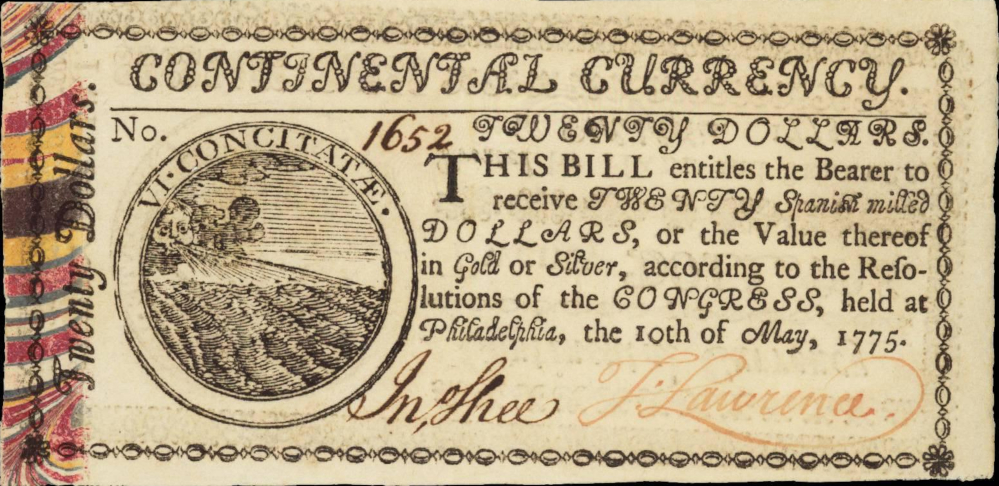 CONTINENTAL CURRENCY.
Twenty Dollars.
No. 1652
VI·CONCITATÆ.
TWENTY DOLLARS.
THIS BILL entitles the Bearer to
receive TWENTY Spanish milled
DOLLARS, or the Value thereof
in Gold or Silver, according to the Reſo-
lutions of the CONGRESS, held at
Philadelphia, the 10th of May, 1775.
Jnº Shee T: Lawrence.